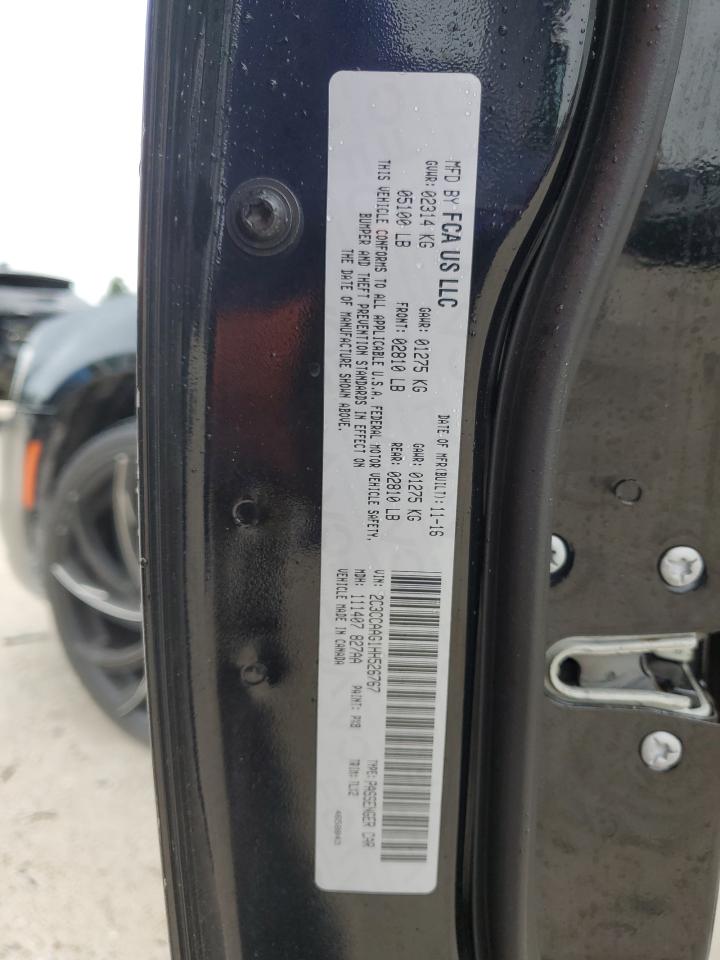 MFD BY FCA US LLC
DATE OF MFR(BUILT): 11-16
GVWR: 02314 KG
GAWR: 01275 KG
GAWR: 01275 KG
05100 LB
FRONT: 02810 LB
REAR: 02810 LB
THIS VEHICLE CONFORMS TO ALL APPLICABLE U.S.A. FEDERAL MOTOR VEHICLE SAFETY,
BUMPER AND THEFT PREVENTION STANDARDS IN EFFECT ON
THE DATE OF MANUFACTURE SHOWN ABOVE.
VIN: 2C3CCAAG1HH526767
TYPE: PASSENGER CAR
MDH: 111407 827AA
PAINT: PX8
TRIM: TLX2
VEHICLE MADE IN CANADA